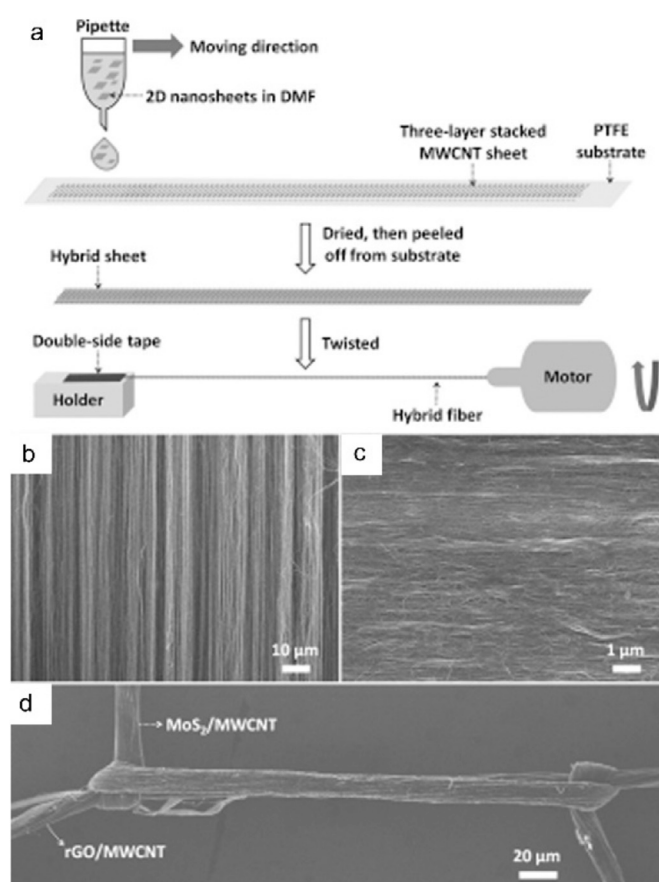 a
Pipette
Moving direction
2D nanosheets in DMF
Three-layer stacked
MWCNT sheet
PTFE
substrate
Dried, then peeled
off from substrate
Hybrid sheet
Twisted
Double-side tape
Holder
Motor
Hybrid fiber
b
10 μm
c
1 μm
d
MoS₂/MWCNT
rGO/MWCNT
20 μm